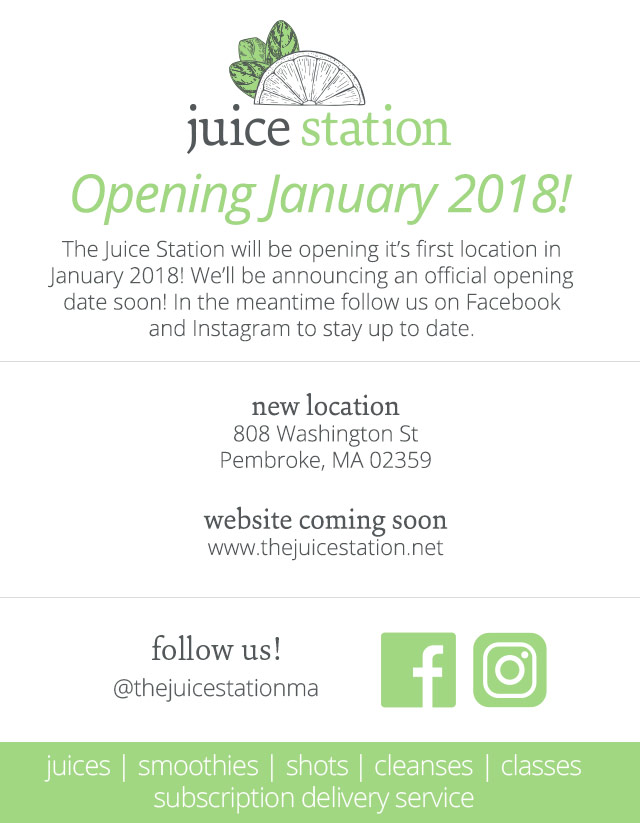 juice station
Opening January 2018!
The Juice Station will be opening it's first location in
January 2018! We'll be announcing an official opening
date soon! In the meantime follow us on Facebook
and Instagram to stay up to date.
new location
808 Washington St
Pembroke, MA 02359
website coming soon
www.thejuicestation.net
follow us!
@thejuicestationma
juices | smoothies | shots | cleanses | classes
subscription delivery service